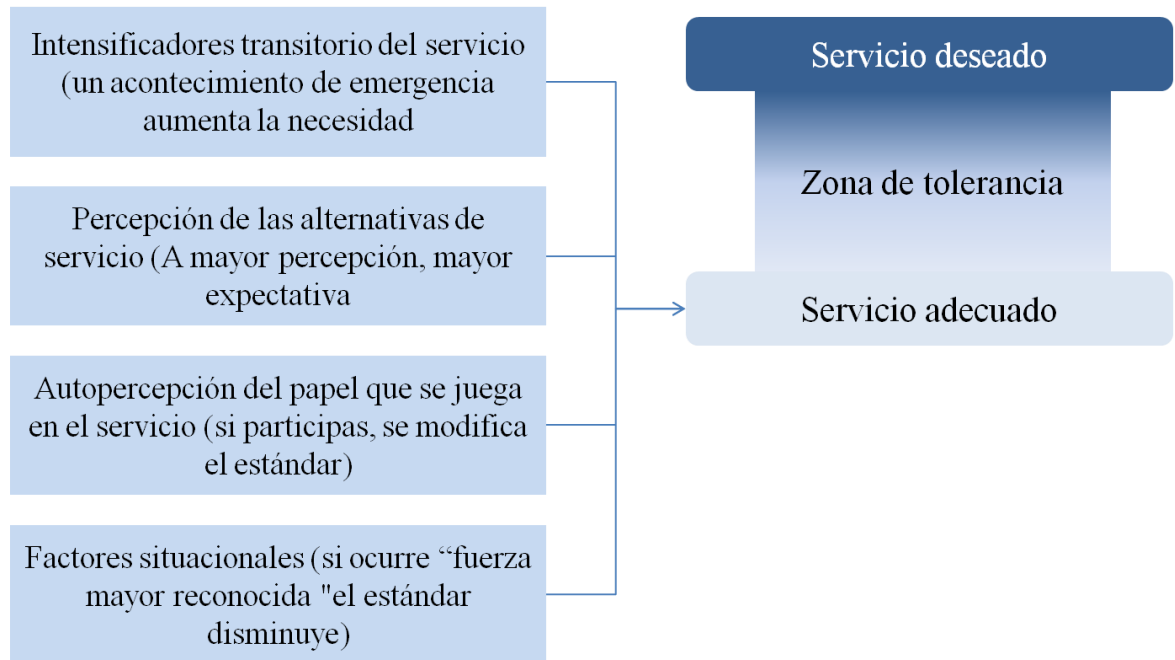 Intensificadores transitorio del servicio
(un acontecimiento de emergencia
aumenta la necesidad
Percepción de las alternativas de
servicio (A mayor percepción, mayor
expectativa
Autopercepción del papel que se juega
en el servicio (si participas, se modifica
el estándar)
Factores situacionales (si ocurre “fuerza
mayor reconocida "el estándar
disminuye)
Servicio deseado
Zona de tolerancia
Servicio adecuado